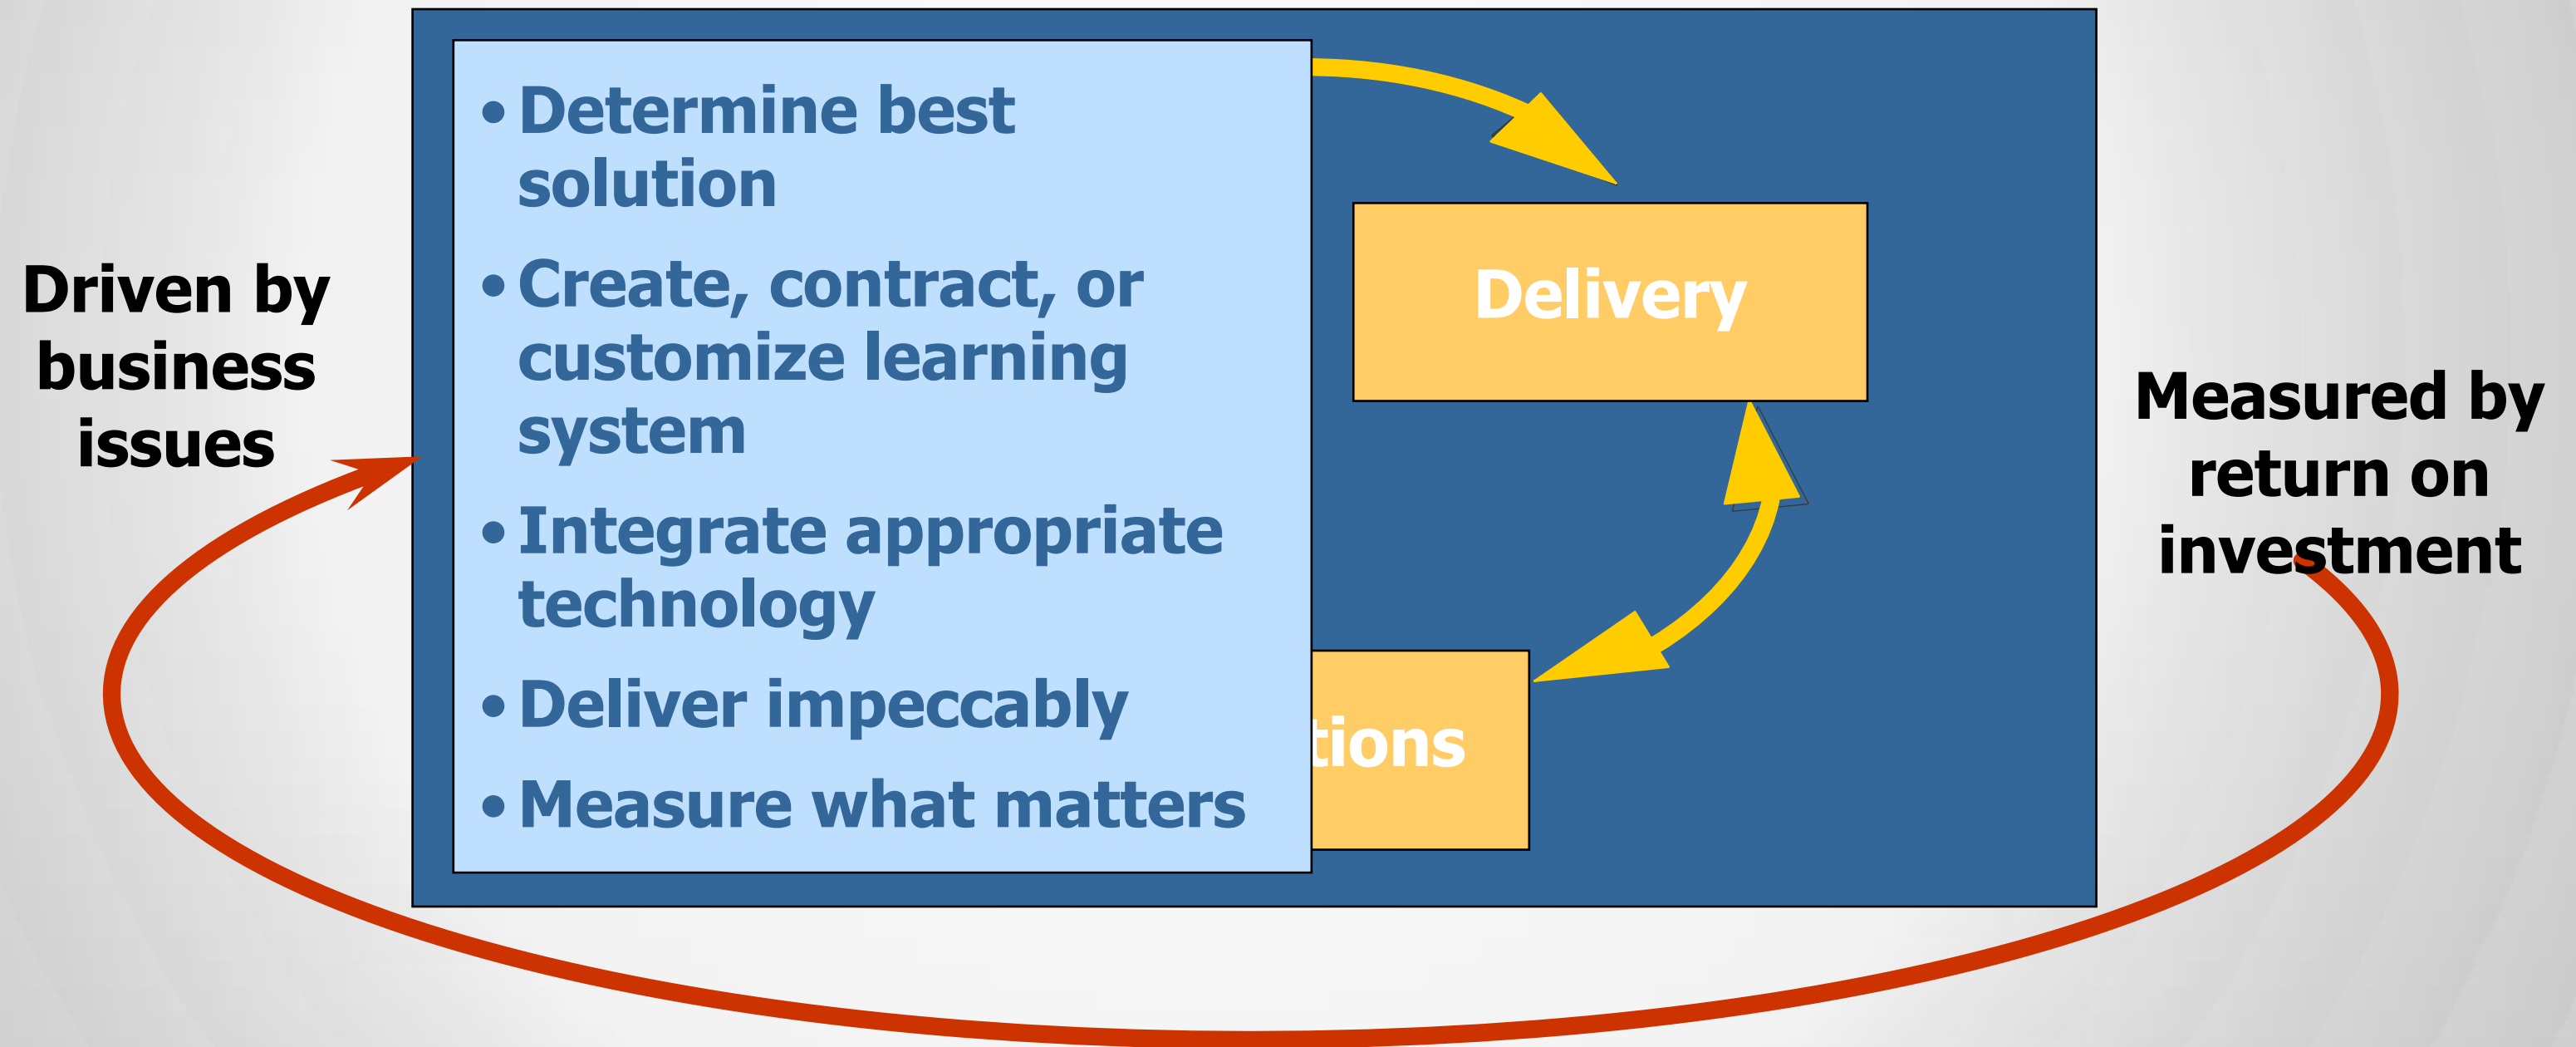 Driven by
business
issues
• Determine best
solution
• Create, contract, or
customize learning
system
• Integrate appropriate
technology
• Deliver impeccably
• Measure what matters
Delivery
tions
Measured by
return on
investment